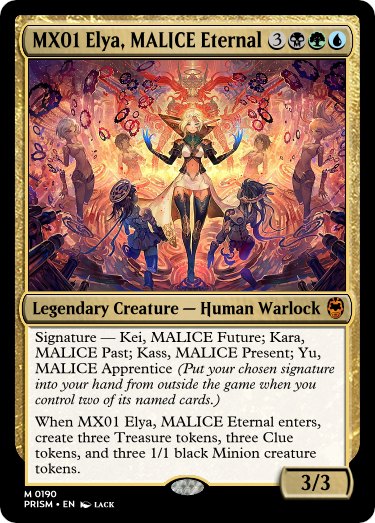 MX01 Elya, MALICE Eternal 3
Legendary Creature — Human Warlock
Signature — Kei, MALICE Future; Kara,
MALICE Past; Kass, MALICE Present; Yu,
MALICE Apprentice (Put your chosen signature
into your hand from outside the game when you
control two of its named cards.)
When MX01 Elya, MALICE Eternal enters,
create three Treasure tokens, three Clue
tokens, and three 1/1 black Minion creature
tokens.
3/3
M 0190
PRISM • EN LACK